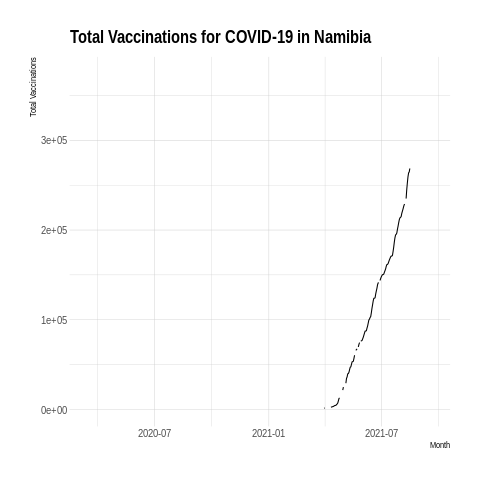 Total Vaccinations for COVID-19 in Namibia
Total Vaccinations
3e+05
2e+05
1e+05
0e+00
2020-07
2021-01
2021-07
Month